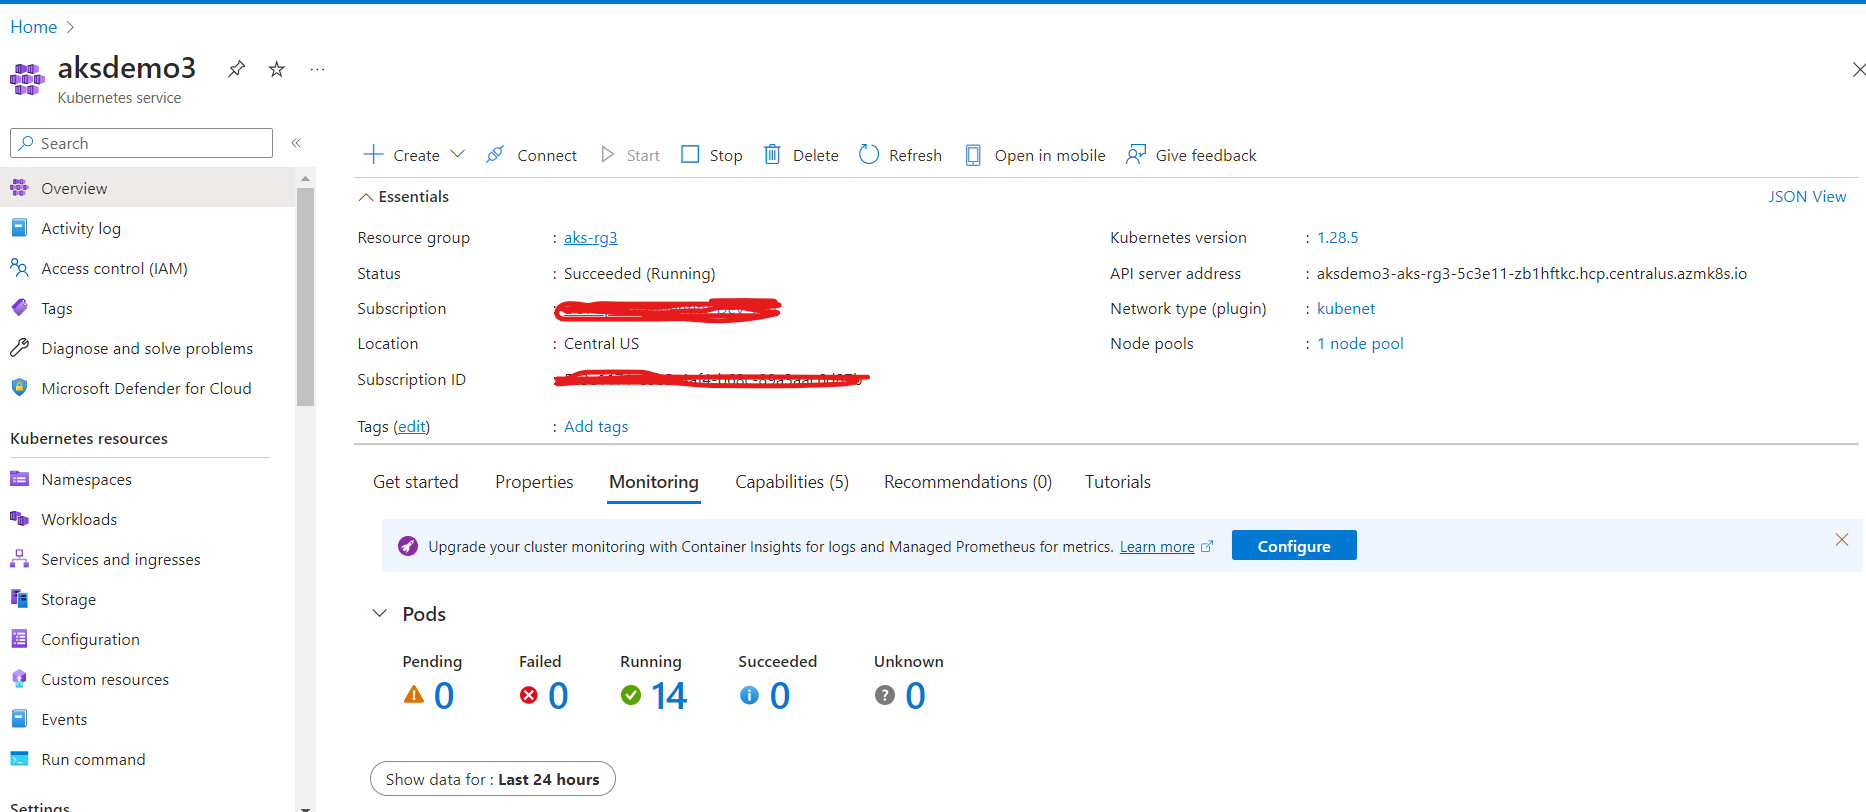 Home
aksdemo3
Kubernetes service
Search
Overview
Activity log
Access control (IAM)
Tags
Diagnose and solve problems
Microsoft Defender for Cloud
Kubernetes resources
Namespaces
Workloads
Services and ingresses
Storage
Configuration
Custom resources
Events
Run command
Settings
Create Connect Start Stop Delete Refresh Open in mobile Give feedback
Essentials JSON View
Resource group : aks-rg3
Status : Succeeded (Running)
Subscription :
Location : Central US
Subscription ID :
Tags (edit) : Add tags
Kubernetes version : 1.28.5
API server address : aksdemo3-aks-rg3-5c3e11-zb1hftkc.hcp.centralus.azmk8s.io
Network type (plugin) : kubenet
Node pools : 1 node pool
Get started Properties Monitoring Capabilities (5) Recommendations (0) Tutorials
Upgrade your cluster monitoring with Container Insights for logs and Managed Prometheus for metrics. Learn more Configure
Pods
Pending Failed Running Succeeded Unknown
0 0 14 0 0
Show data for : Last 24 hours